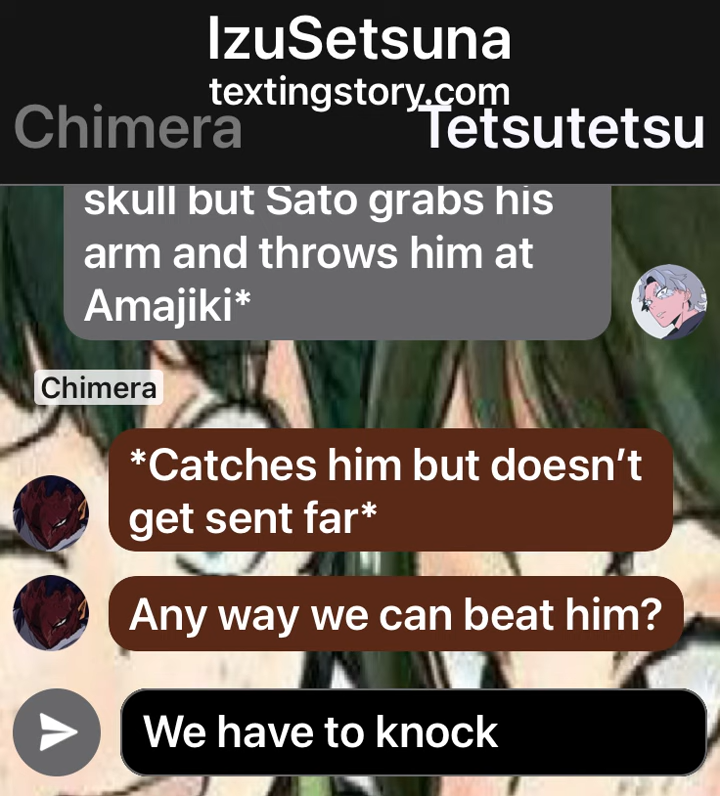 IzuSetsuna
textingstory.com
Chimera Tetsutetsu
skull but Sato grabs his
arm and throws him at
Amajiki*
Chimera
*Catches him but doesn’t
get sent far*
Any way we can beat him?
We have to knock